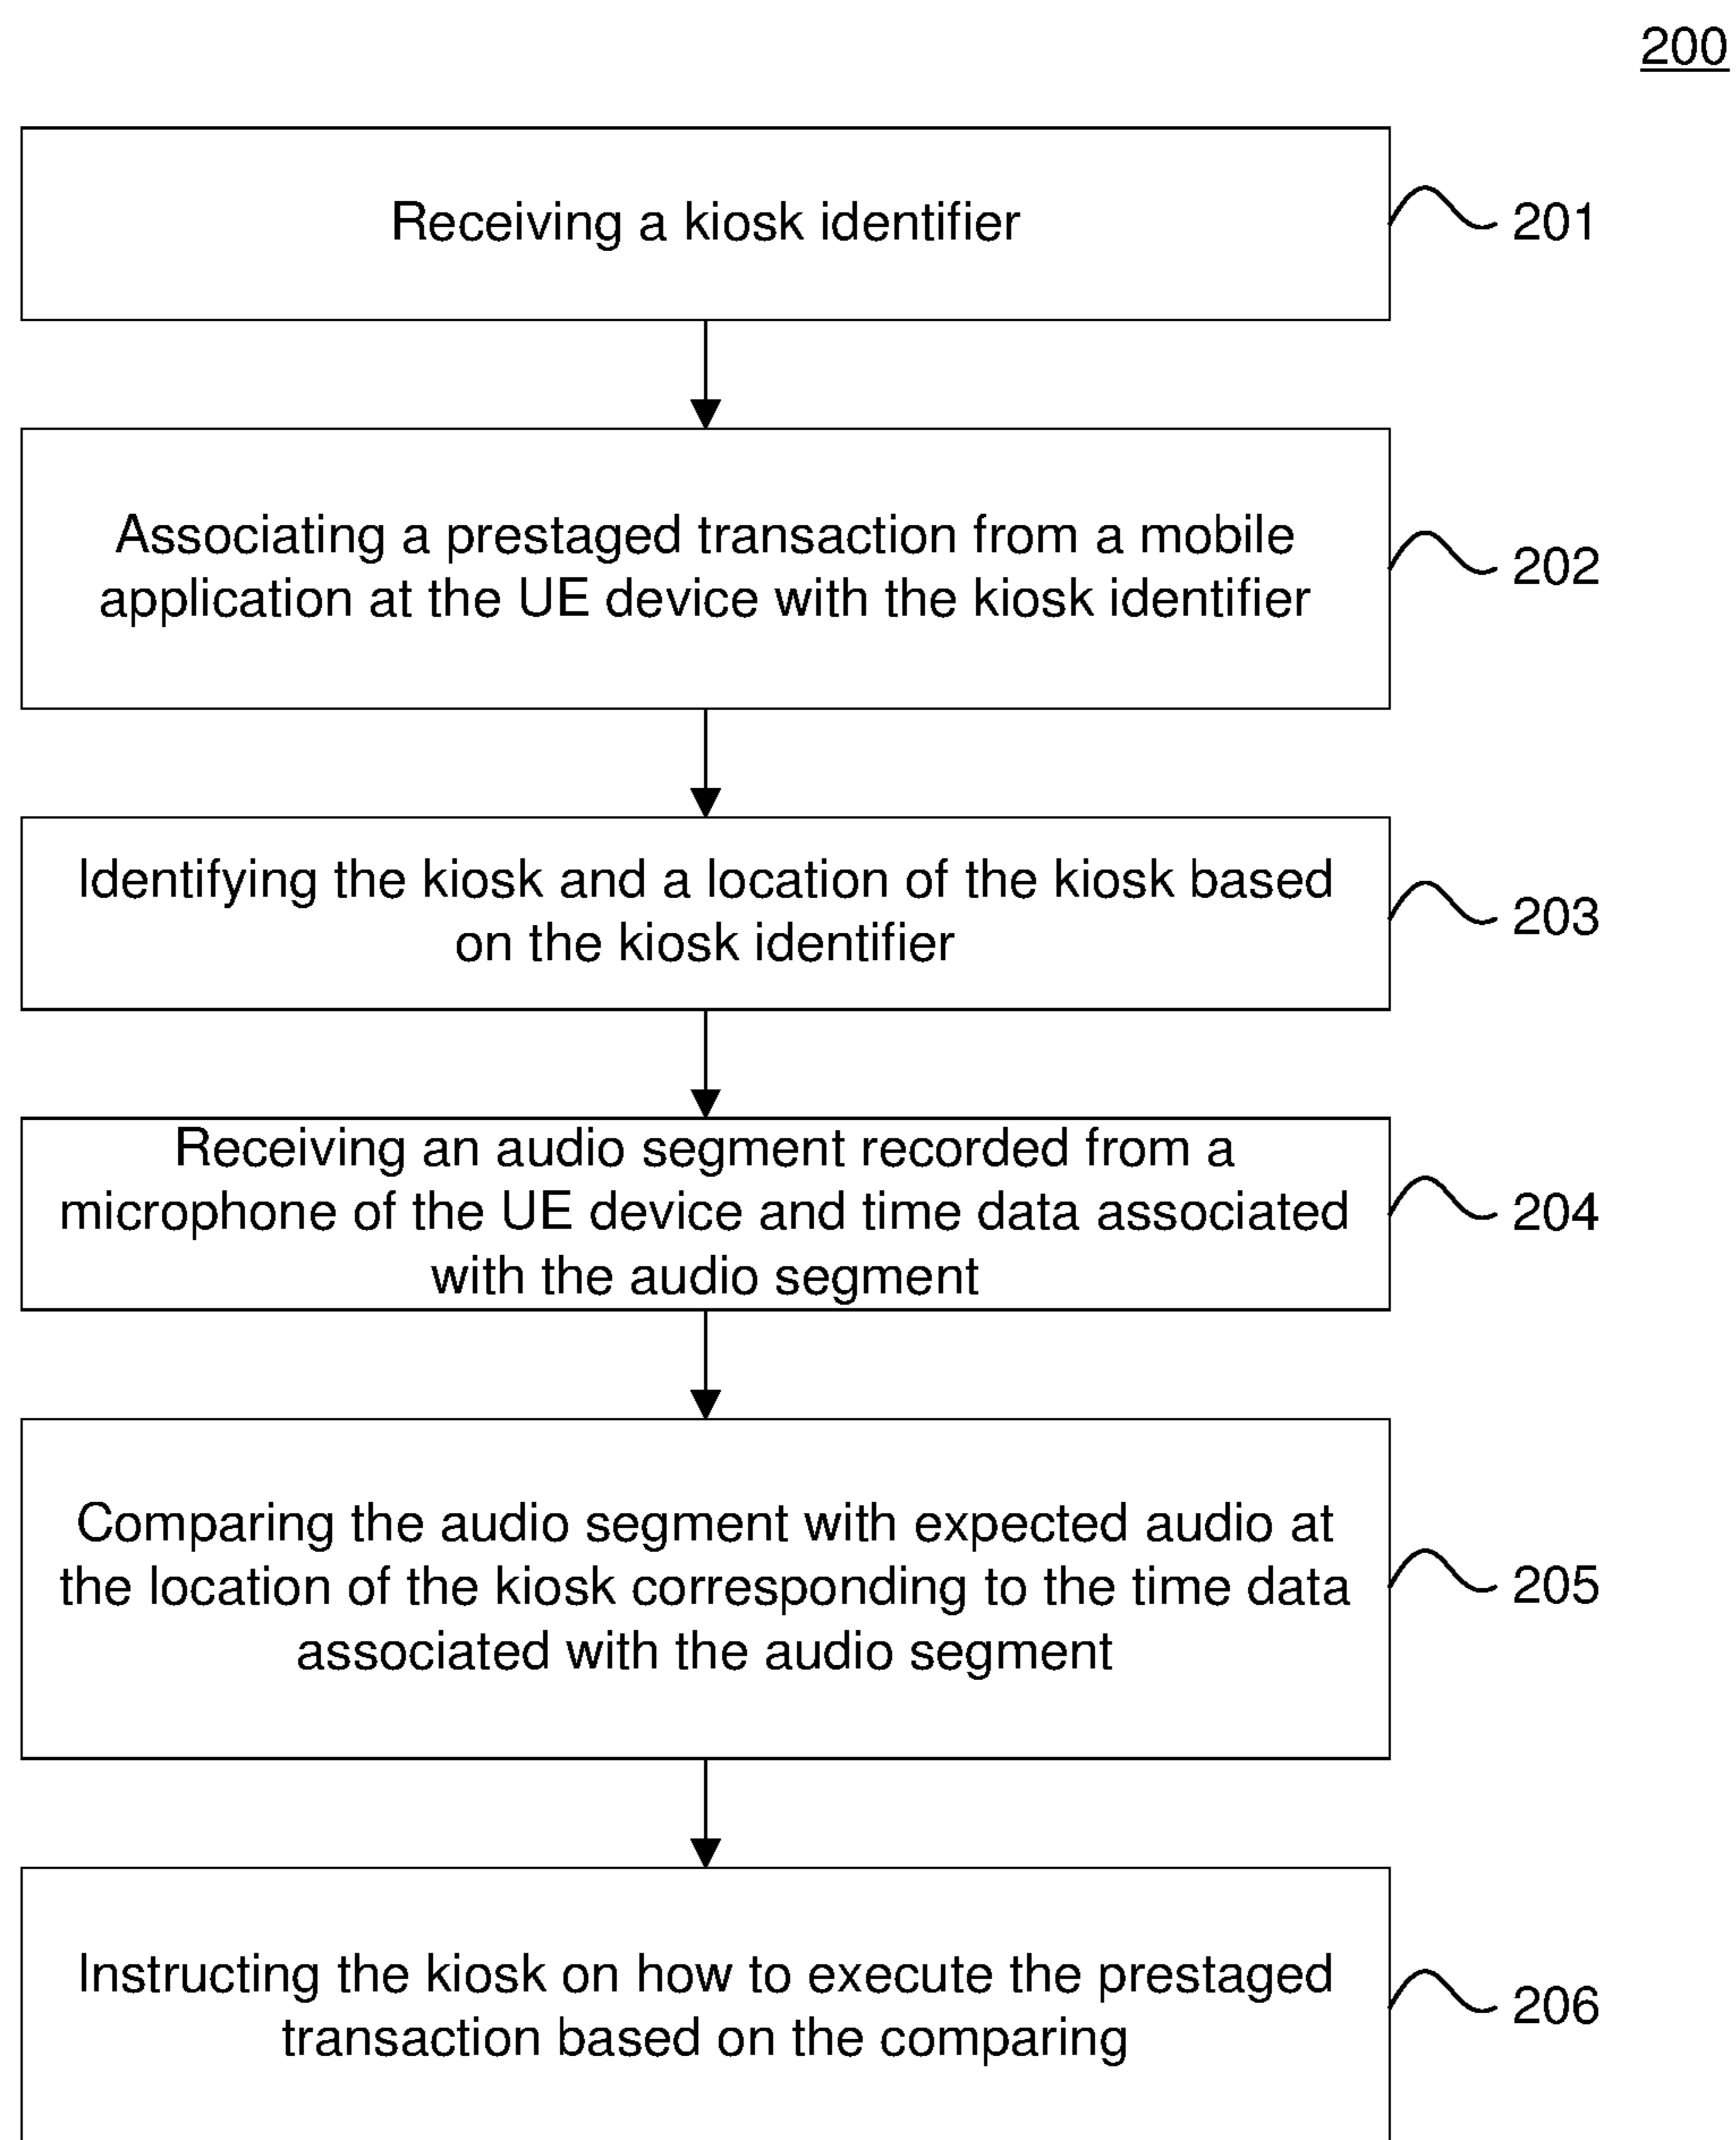 200
Receiving a kiosk identifier
201
Associating a prestaged transaction from a mobile
application at the UE device with the kiosk identifier
202
Identifying the kiosk and a location of the kiosk based
on the kiosk identifier
203
Receiving an audio segment recorded from a
microphone of the UE device and time data associated
with the audio segment
204
Comparing the audio segment with expected audio at
the location of the kiosk corresponding to the time data
associated with the audio segment
205
Instructing the kiosk on how to execute the prestaged
transaction based on the comparing
206